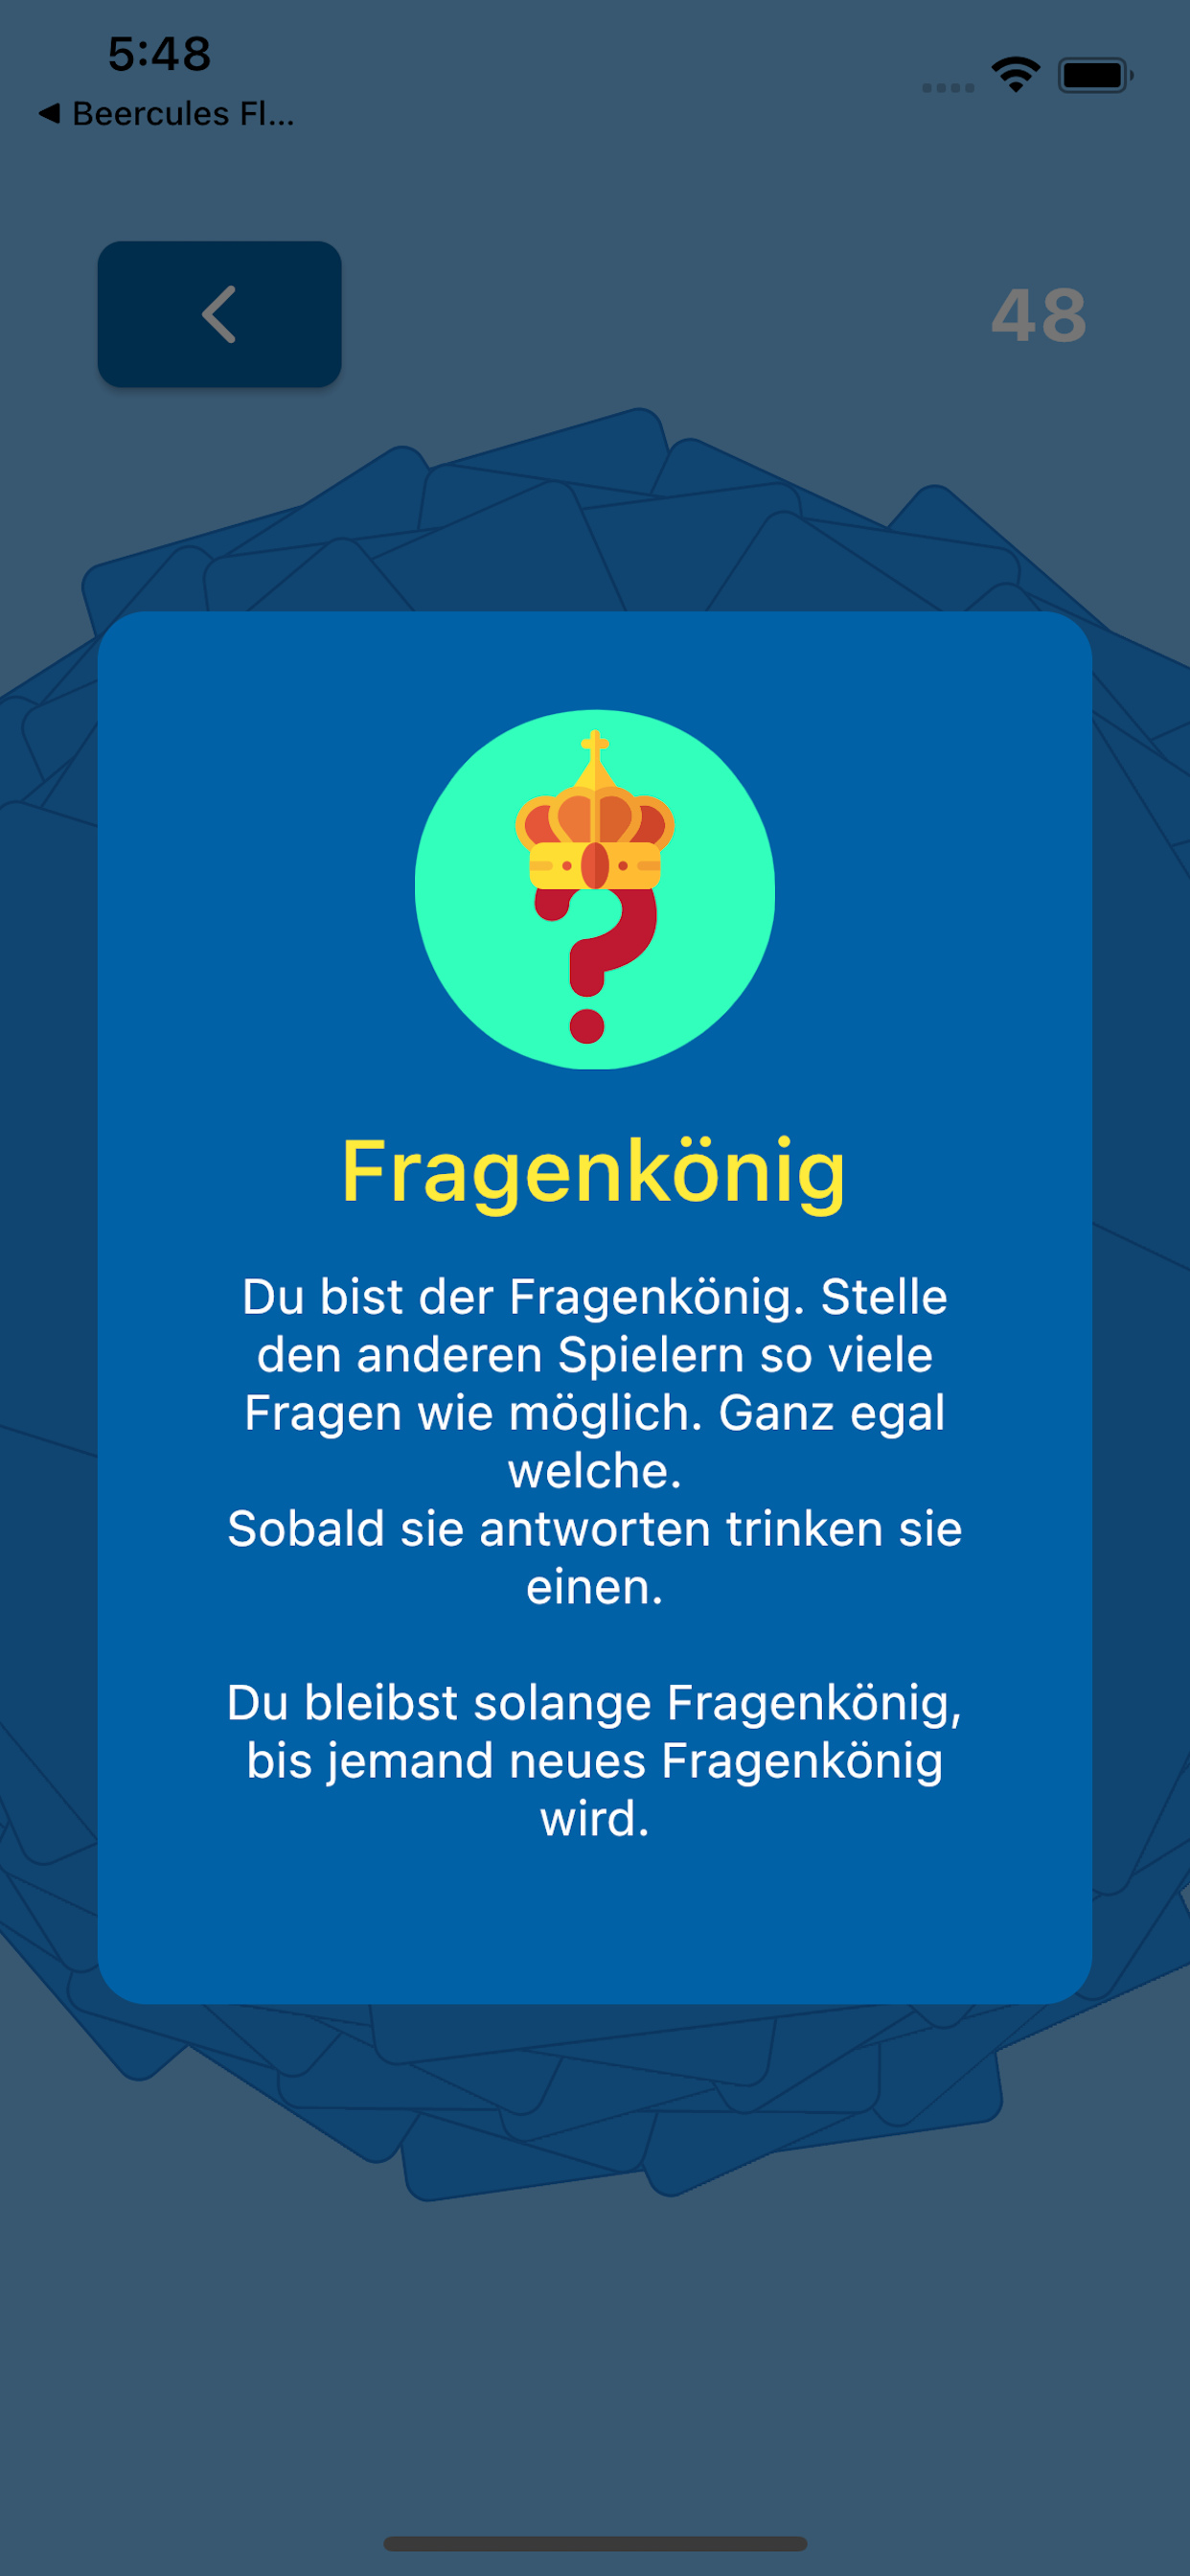 5:48
◀ Beercules Fl...
48
Fragenkönig
Du bist der Fragenkönig. Stelle
den anderen Spielern so viele
Fragen wie möglich. Ganz egal
welche.
Sobald sie antworten trinken sie
einen.
Du bleibst solange Fragenkönig,
bis jemand neues Fragenkönig
wird.